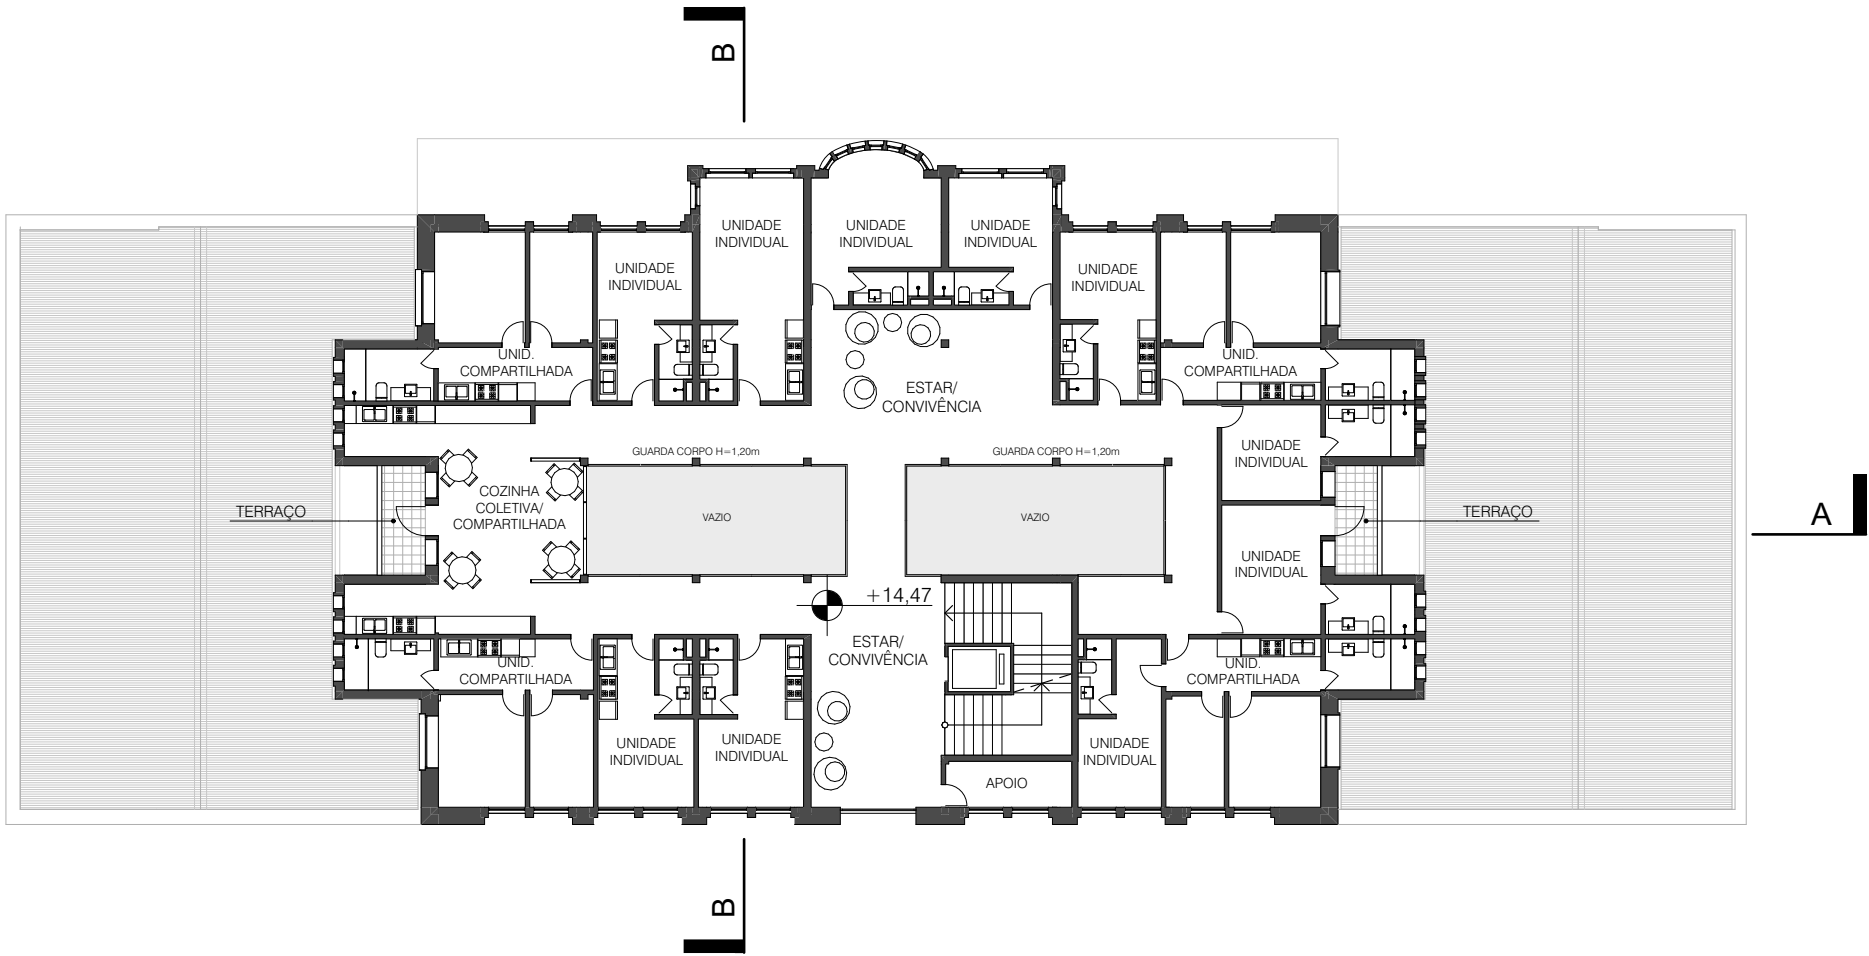 B
UNIDADE
INDIVIDUAL
UNIDADE
INDIVIDUAL
UNIDADE
INDIVIDUAL
UNIDADE
INDIVIDUAL
UNIDADE
INDIVIDUAL
UNID.
COMPARTILHADA
UNID.
COMPARTILHADA
ESTAR/
CONVIVÊNCIA
GUARDA CORPO H=1,20m
GUARDA CORPO H=1,20m
UNIDADE
INDIVIDUAL
TERRAÇO
COZINHA
COLETIVA/
COMPARTILHADA
VAZIO
VAZIO
TERRAÇO
A
UNIDADE
INDIVIDUAL
+14,47
ESTAR/
CONVIVÊNCIA
UNID.
COMPARTILHADA
UNID.
COMPARTILHADA
UNIDADE
INDIVIDUAL
UNIDADE
INDIVIDUAL
UNIDADE
INDIVIDUAL
APOIO
B